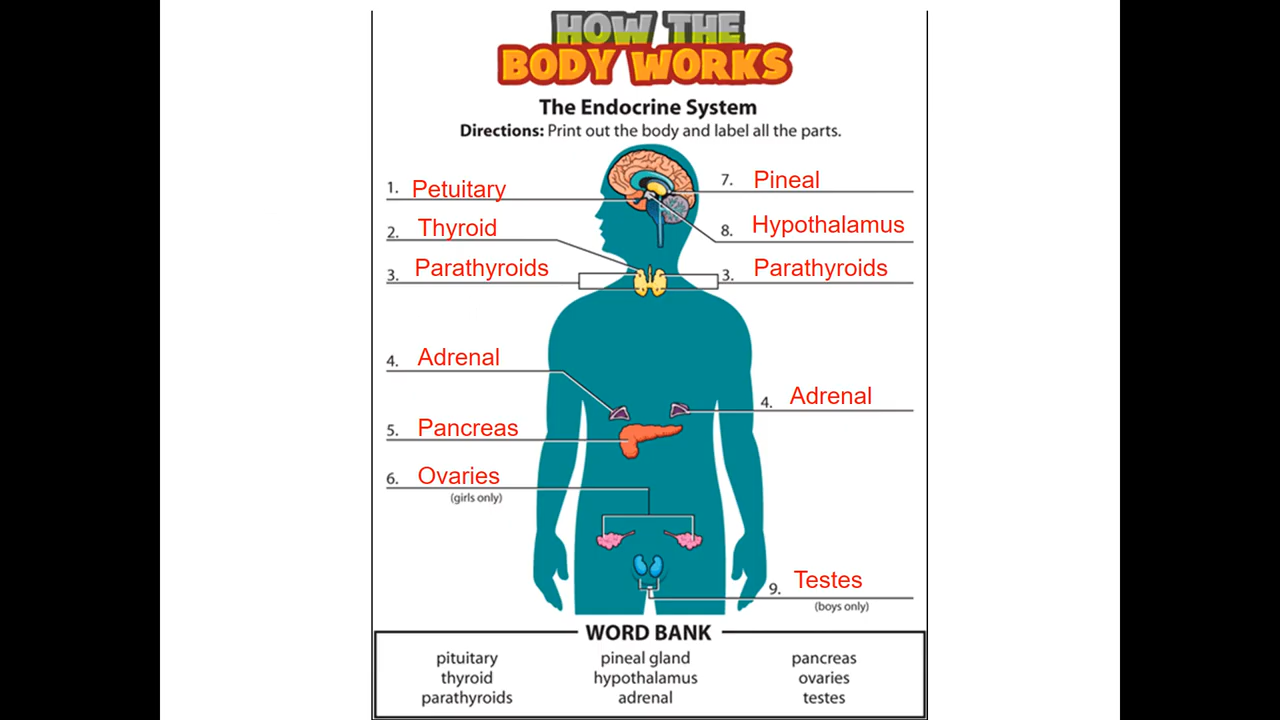 HOW THE
BODY WORKS
The Endocrine System
Directions: Print out the body and label all the parts.
1. Petuitary
7. Pineal
2. Thyroid
8. Hypothalamus
3. Parathyroids
3. Parathyroids
4. Adrenal
4. Adrenal
5. Pancreas
6. Ovaries
(girls only)
9. Testes
(boys only)
WORD BANK
pituitary pineal gland pancreas
thyroid hypothalamus ovaries
parathyroids adrenal testes